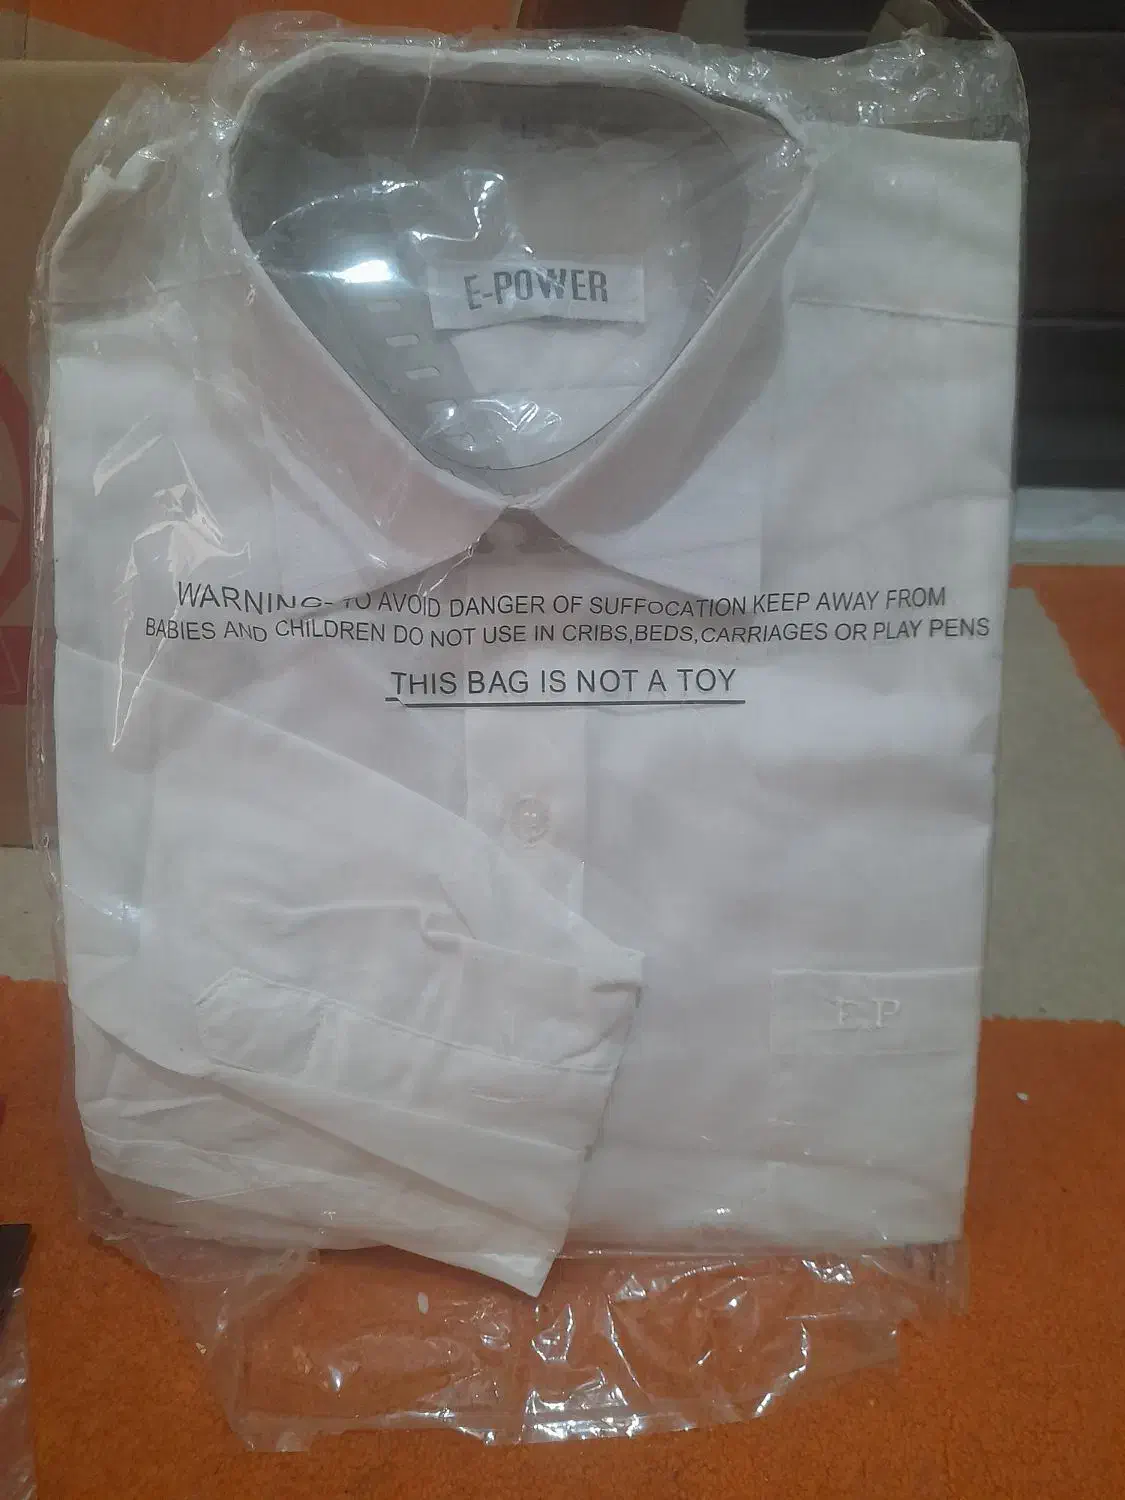 E-POWER
WARNING- TO AVOID DANGER OF SUFFOCATION KEEP AWAY FROM
BABIES AND CHILDREN DO NOT USE IN CRIBS,BEDS,CARRIAGES OR PLAY PENS
THIS BAG IS NOT A TOY
EP